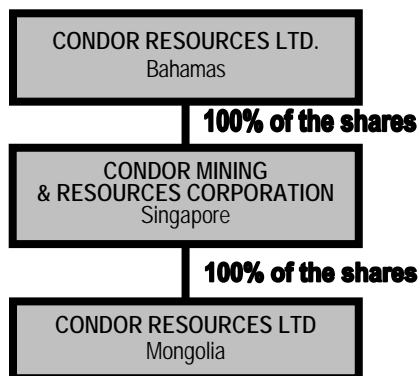 CONDOR RESOURCES LTD.
Bahamas
100% of the shares
CONDOR MINING
& RESOURCES CORPORATION
Singapore
100% of the shares
CONDOR RESOURCES LTD
Mongolia